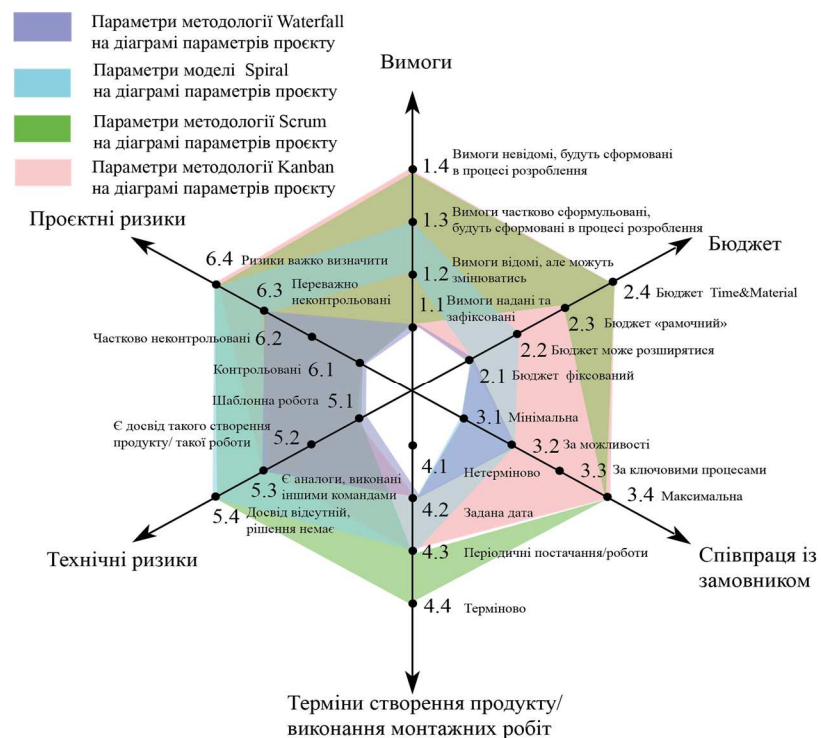 Параметри методології Waterfall
на діаграмі параметрів проєкту
Параметри моделі Spiral
на діаграмі параметрів проєкту
Параметри методології Scrum
на діаграмі параметрів проєкту
Параметри методології Kanban
на діаграмі параметрів проєкту
Вимоги
1.4 Вимоги невідомі, будуть сформовані
в процесі розроблення
1.3 Вимоги частково сформульовані,
будуть сформовані в процесі розроблення
1.2 Вимоги відомі, але можуть
змінюватись
1.1 Вимоги надані та
зафіксовані
Бюджет
2.4 Бюджет Time&Material
2.3 Бюджет «рамочний»
2.2 Бюджет може розширятися
2.1 Бюджет фіксований
3.1 Мінімальна
3.2 За можливості
3.3 За ключовими процесами
3.4 Максимальна
Співпраця із
замовником
4.1 Нетерміново
4.2 Задана дата
4.3 Періодичні постачання/роботи
4.4 Терміново
Терміни створення продукту/
виконання монтажних робіт
Проєктні ризики
6.4 Ризики важко визначити
6.3 Переважно
неконтрольовані
Частково неконтрольовані 6.2
Контрольовані 6.1
Шаблонна робота 5.1
Є досвід такого створення
продукту/ такої роботи 5.2
5.3 Є аналоги, виконані
іншими командами
5.4 Досвід відсутній,
рішення немає
Технічні ризики